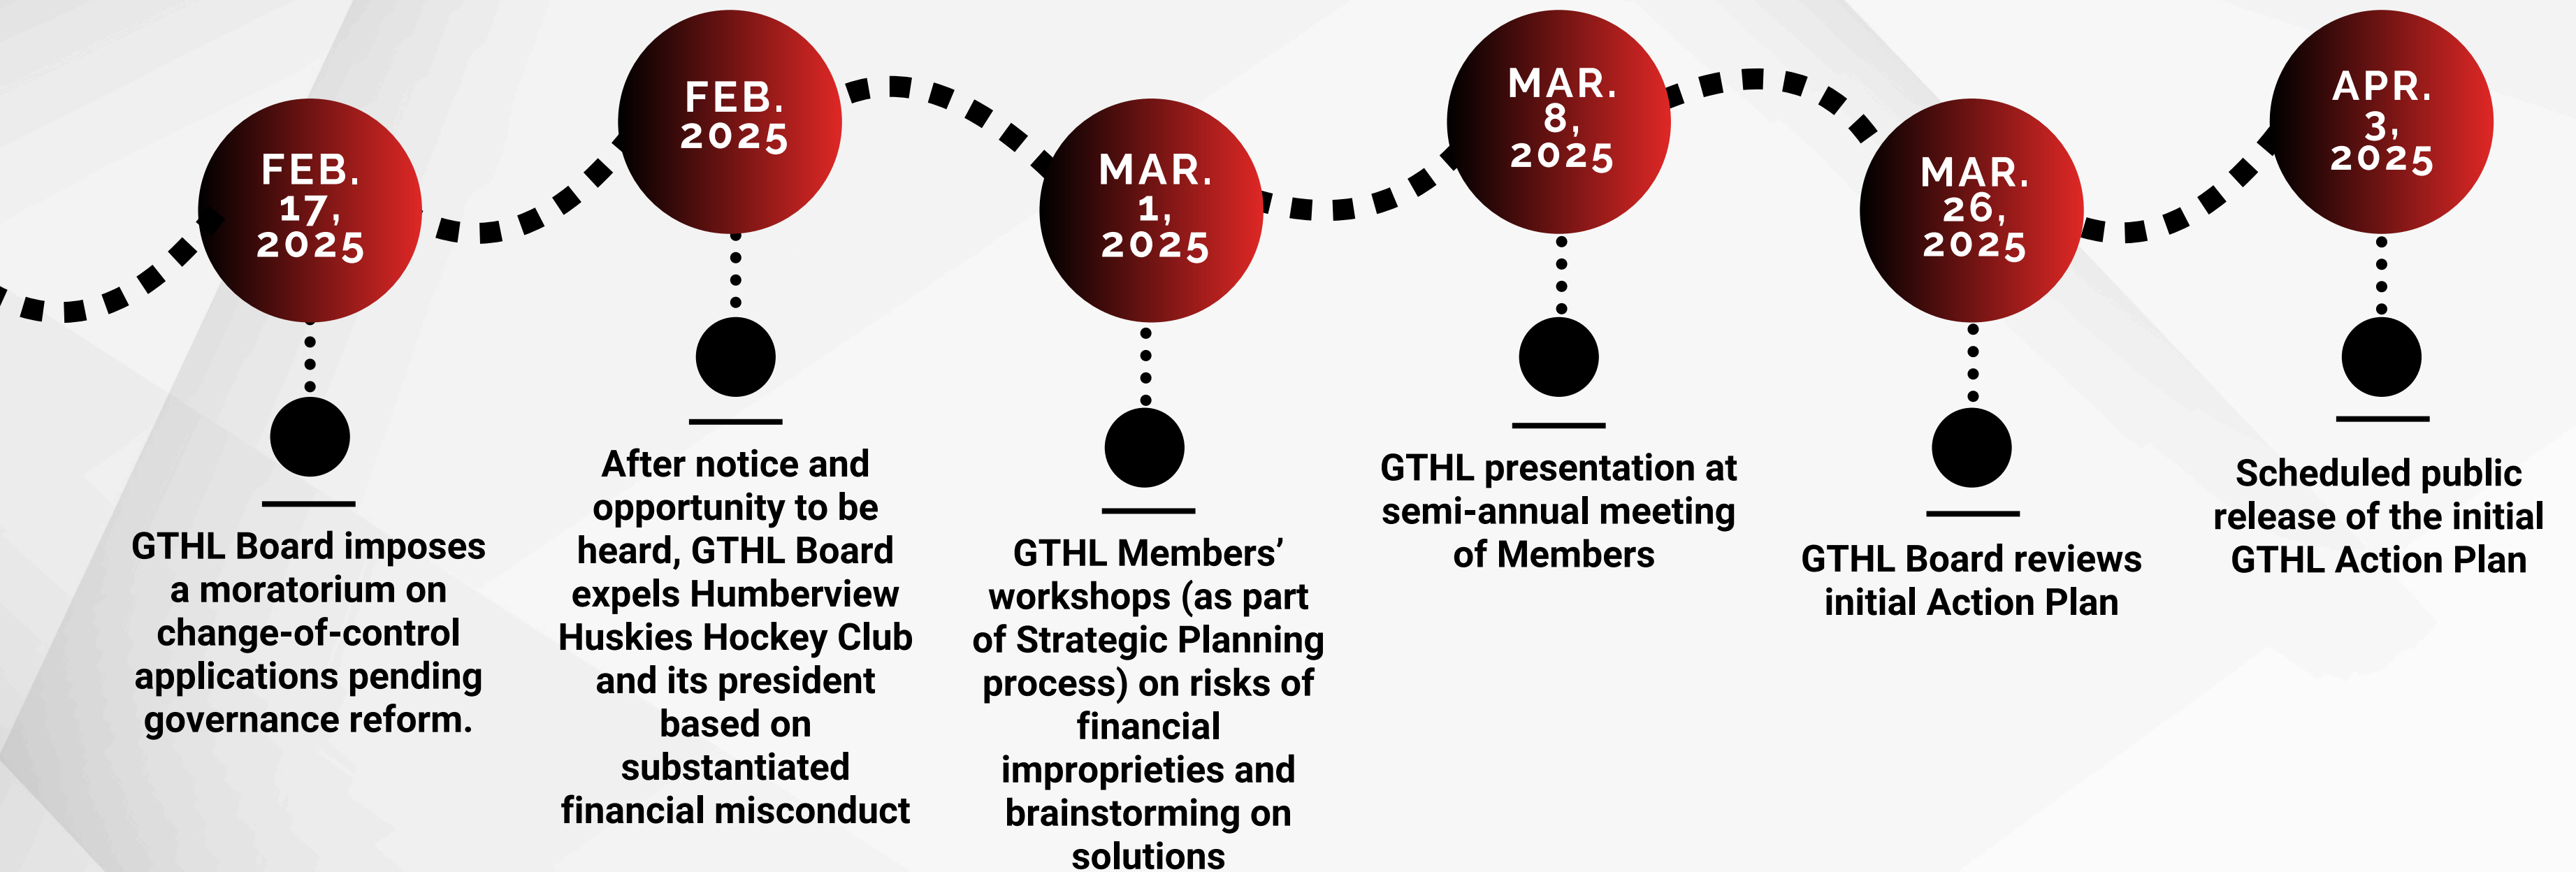 FEB.
17,
2025
GTHL Board imposes
a moratorium on
change-of-control
applications pending
governance reform.
FEB.
2025
After notice and
opportunity to be
heard, GTHL Board
expels Humberview
Huskies Hockey Club
and its president
based on
substantiated
financial misconduct
MAR.
1,
2025
GTHL Members’
workshops (as part
of Strategic Planning
process) on risks of
financial
improprieties and
brainstorming on
solutions
MAR.
8,
2025
GTHL presentation at
semi-annual meeting
of Members
MAR.
26,
2025
GTHL Board reviews
initial Action Plan
APR.
3,
2025
Scheduled public
release of the initial
GTHL Action Plan